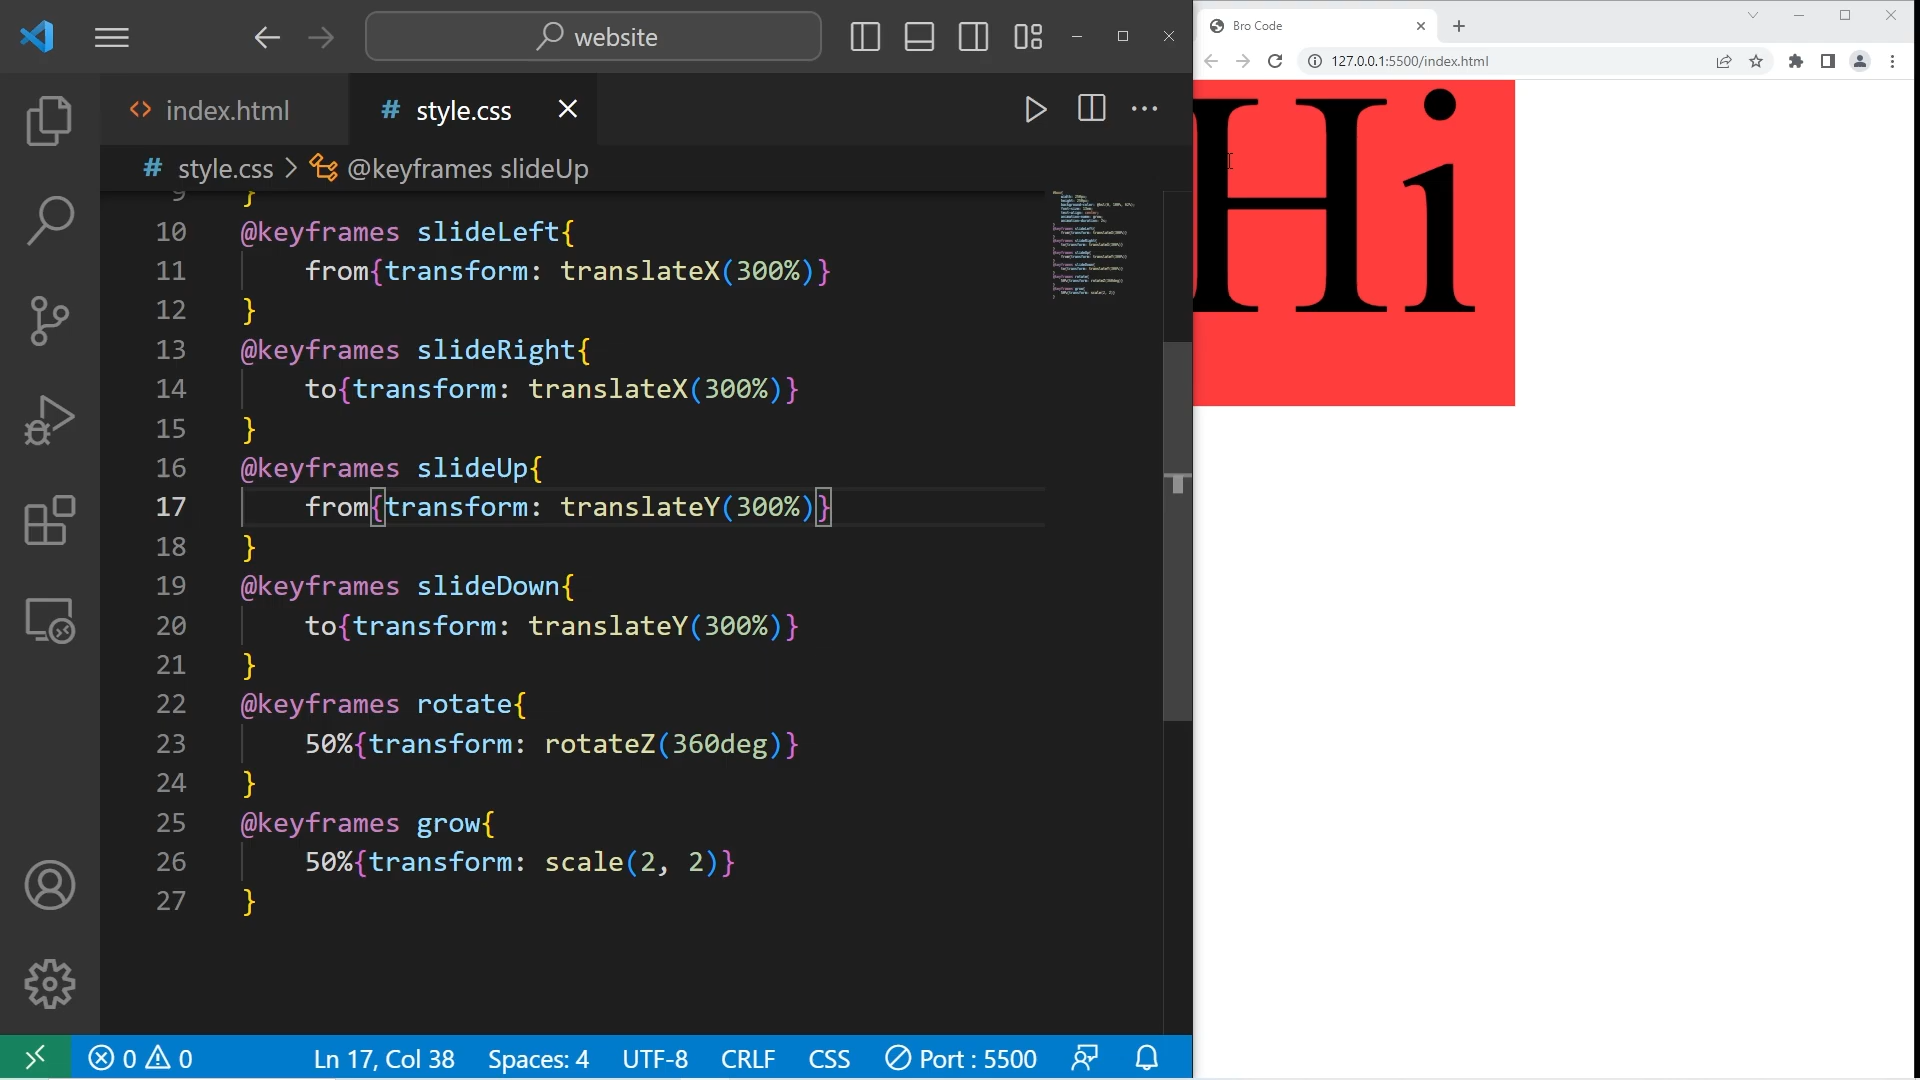 website
index.html
# style.css
# style.css > @keyframes slideUp
9 }
10 @keyframes slideLeft{
11 from{transform: translateX(300%)}
12 }
13 @keyframes slideRight{
14 to{transform: translateX(300%)}
15 }
16 @keyframes slideUp{
17 from{transform: translateY(300%)}
18 }
19 @keyframes slideDown{
20 to{transform: translateY(300%)}
21 }
22 @keyframes rotate{
23 50%{transform: rotateZ(360deg)}
24 }
25 @keyframes grow{
26 50%{transform: scale(2, 2)}
27 }
0 0 Ln 17, Col 38 Spaces: 4 UTF-8 CRLF CSS Port : 5500
Bro Code
127.0.0.1:5500/index.html
Hi